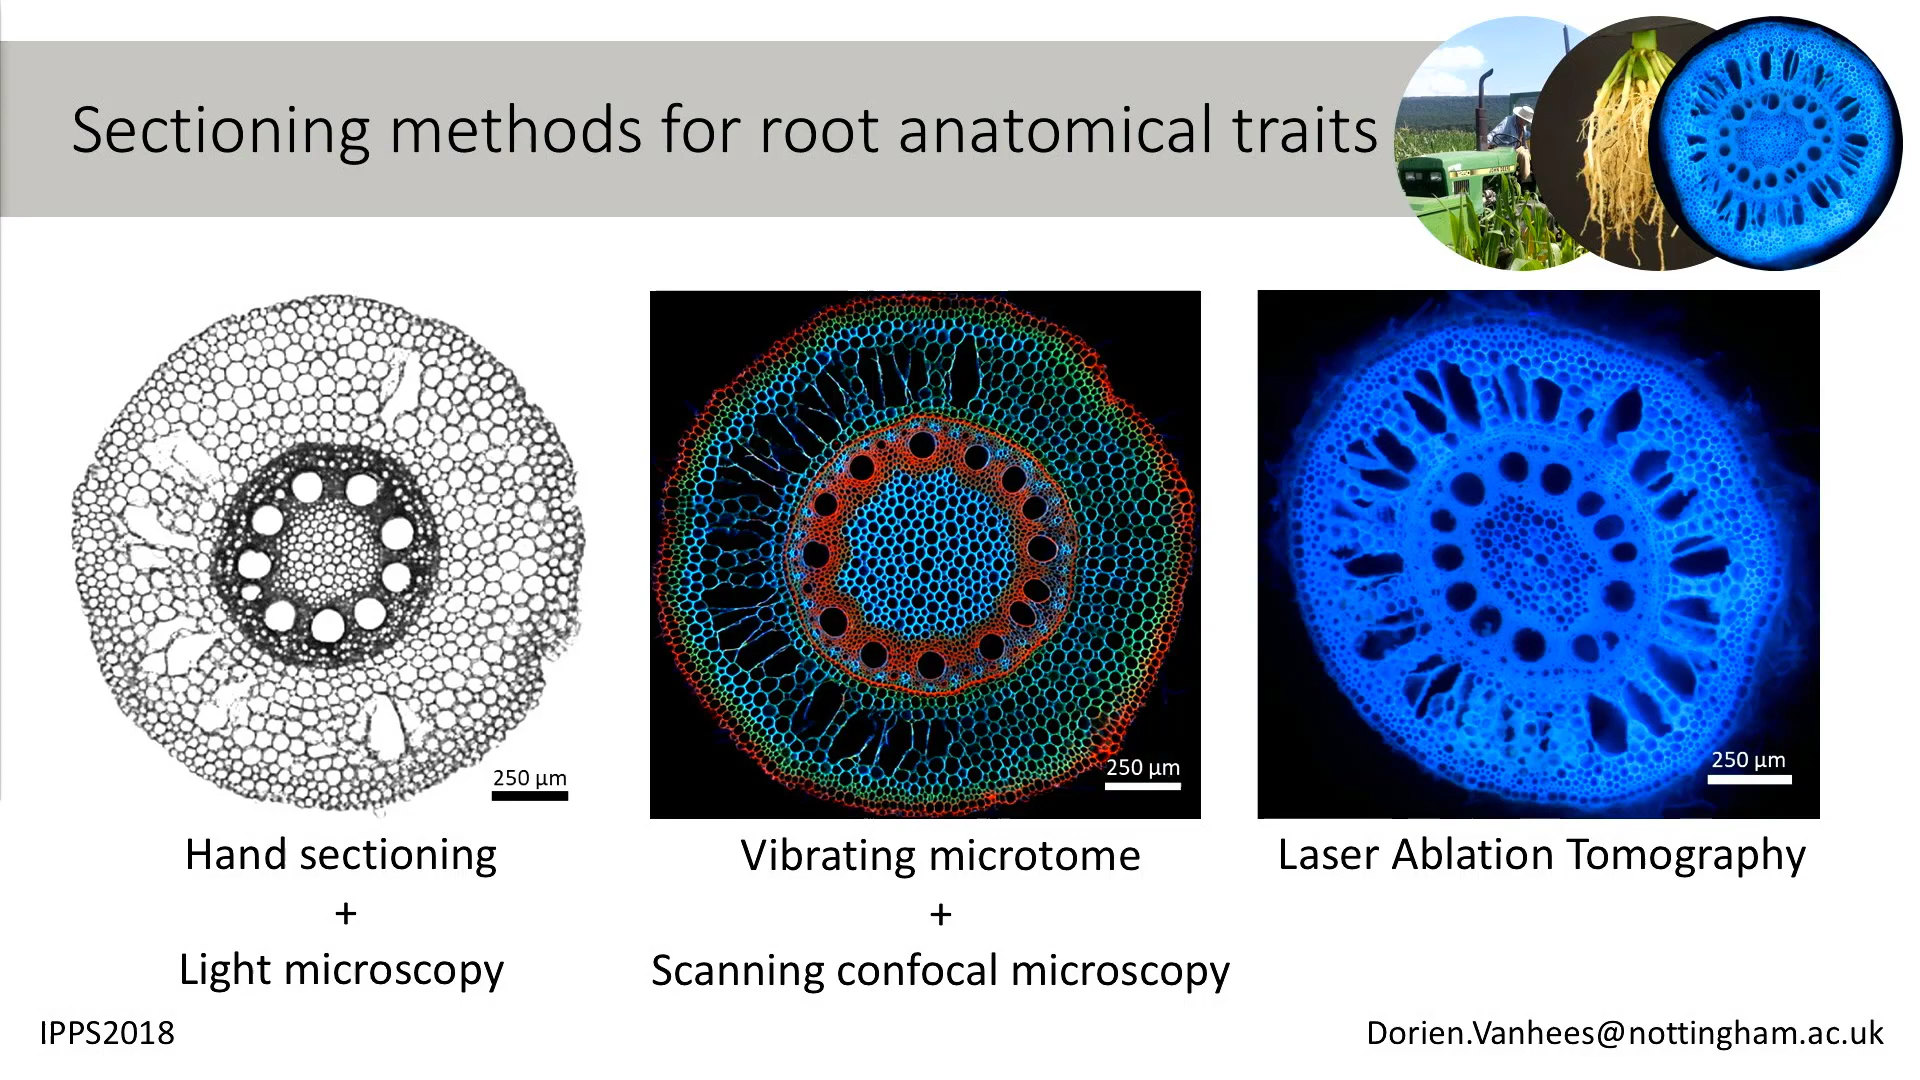 Sectioning methods for root anatomical traits
250 µm
250 µm
250 µm
Hand sectioning
+
Light microscopy
Vibrating microtome
+
Scanning confocal microscopy
Laser Ablation Tomography
IPPS2018
Dorien.Vanhees@nottingham.ac.uk